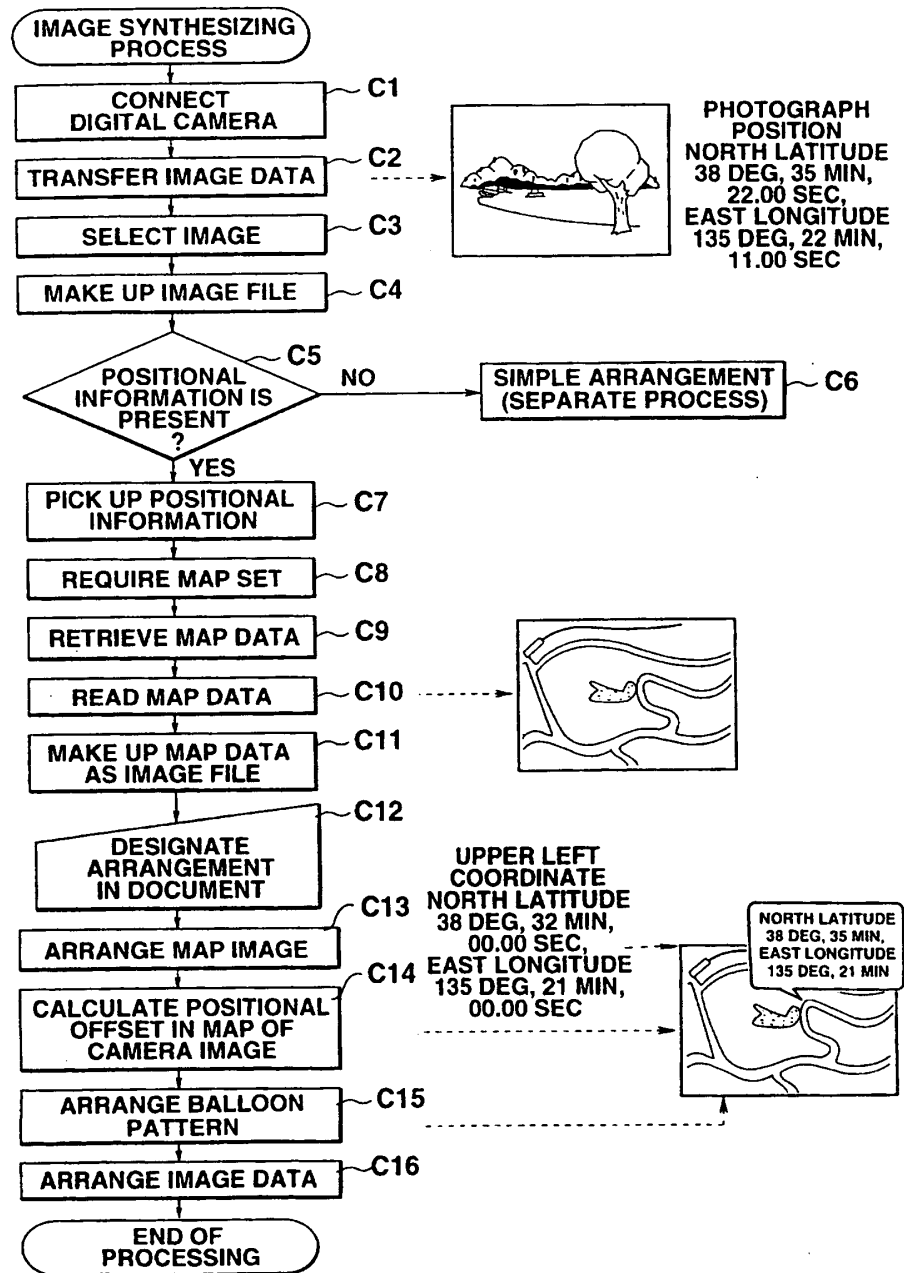 IMAGE SYNTHESIZING
PROCESS
C1
CONNECT
DIGITAL CAMERA
C2
TRANSFER IMAGE DATA
PHOTOGRAPH
POSITION
NORTH LATITUDE
38 DEG, 35 MIN,
22.00 SEC,
EAST LONGITUDE
135 DEG, 22 MIN,
11.00 SEC
C3
SELECT IMAGE
C4
MAKE UP IMAGE FILE
C5
POSITIONAL
INFORMATION IS
PRESENT
?
NO
YES
SIMPLE ARRANGEMENT
(SEPARATE PROCESS)
C6
PICK UP POSITIONAL
INFORMATION
C7
REQUIRE MAP SET
C8
RETRIEVE MAP DATA
C9
READ MAP DATA
C10
C11
MAKE UP MAP DATA
AS IMAGE FILE
C12
DESIGNATE
ARRANGEMENT
IN DOCUMENT
C13
ARRANGE MAP IMAGE
UPPER LEFT
COORDINATE
NORTH LATITUDE
38 DEG, 32 MIN,
00.00 SEC,
EAST LONGITUDE
135 DEG, 21 MIN,
00.00 SEC
NORTH LATITUDE
38 DEG, 35 MIN,
EAST LONGITUDE
135 DEG, 21 MIN
C14
CALCULATE POSITIONAL
OFFSET IN MAP OF
CAMERA IMAGE
C15
ARRANGE BALLOON
PATTERN
C16
ARRANGE IMAGE DATA
END OF
PROCESSING